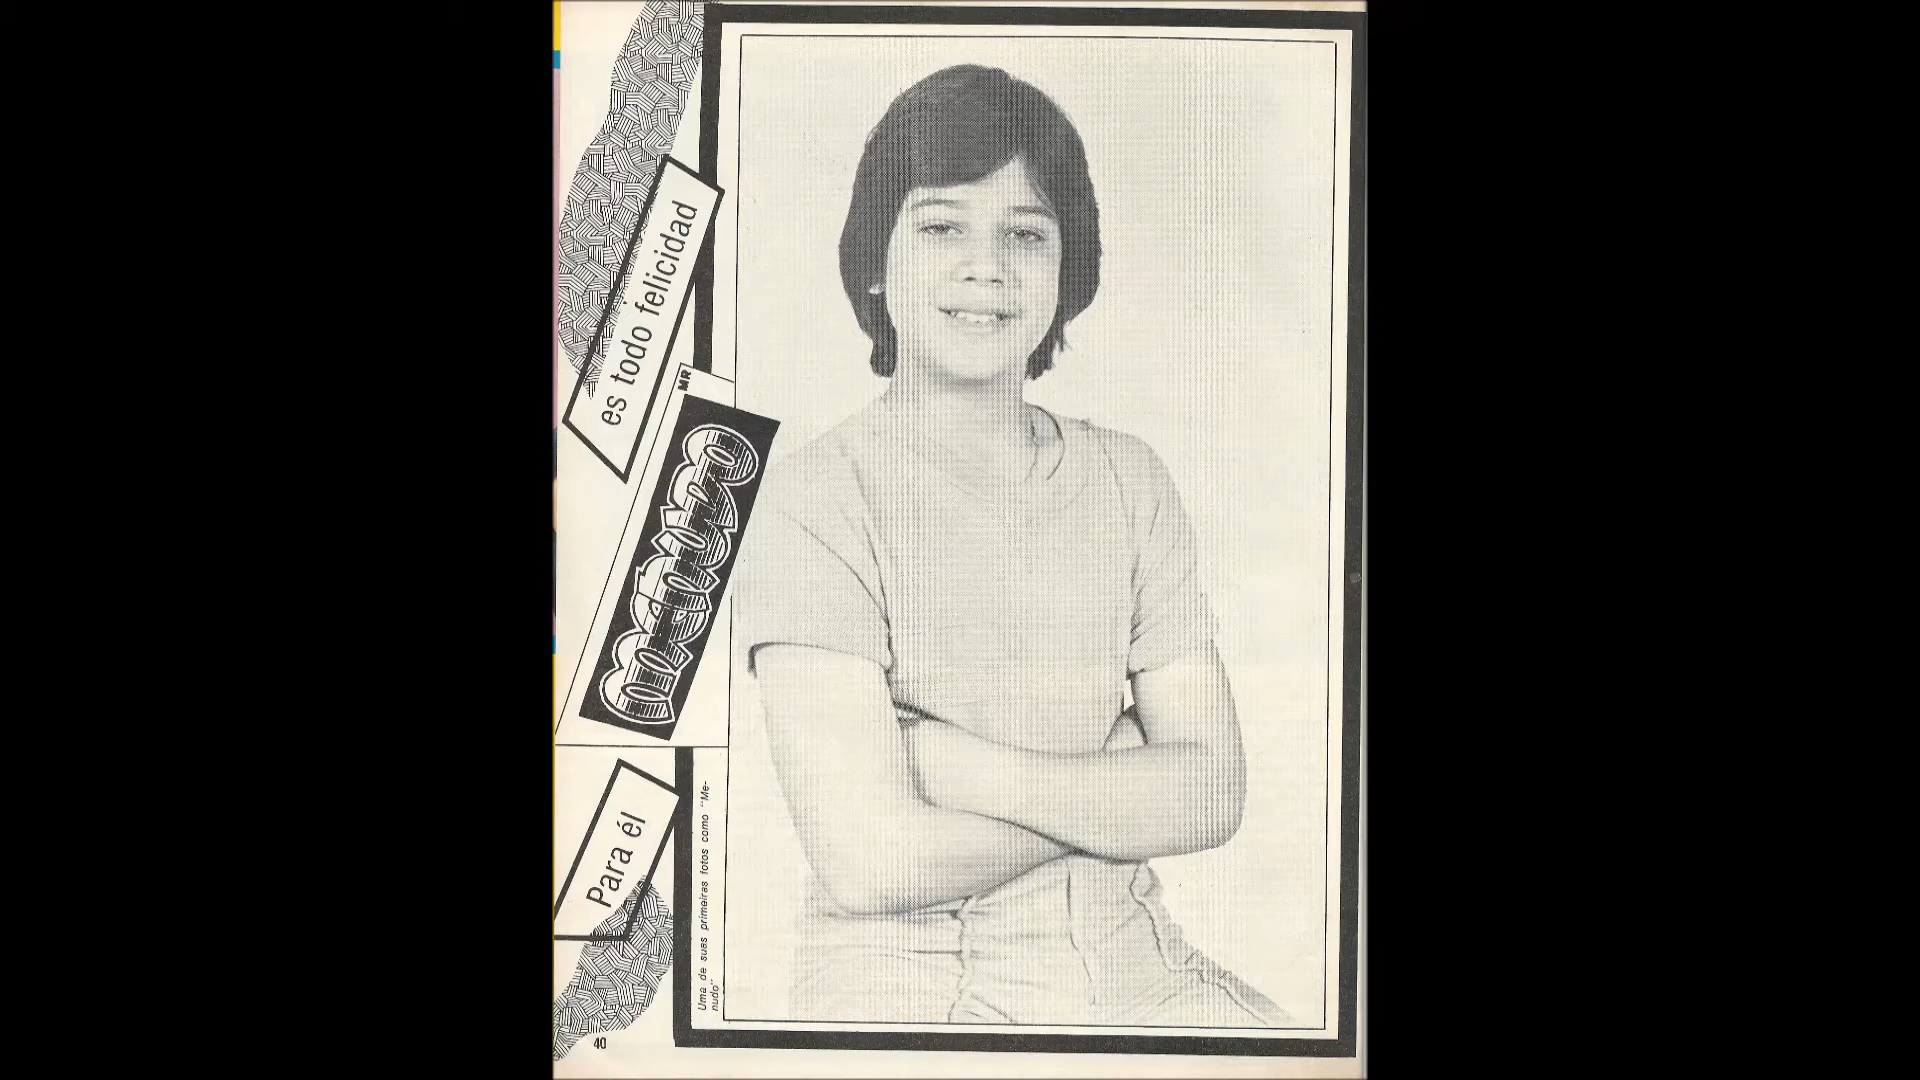 Para él
menudo
MR
es todo felicidad
Uma de suas primeiras fotos como "Me-
nudo"
40